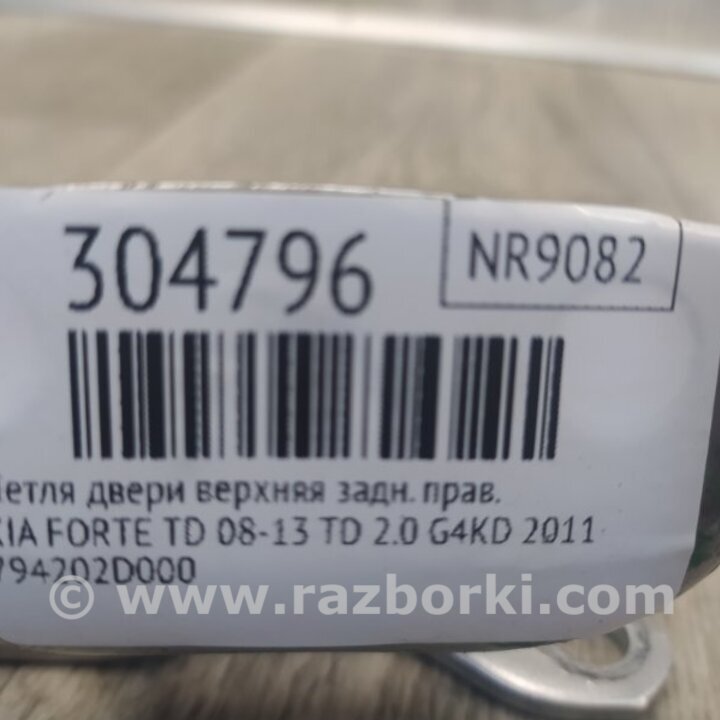 304796
NR9082
петля двери верхняя задн. прав.
KIA FORTE TD 08-13 TD 2.0 G4KD 2011
794202D000
© www.razborki.com